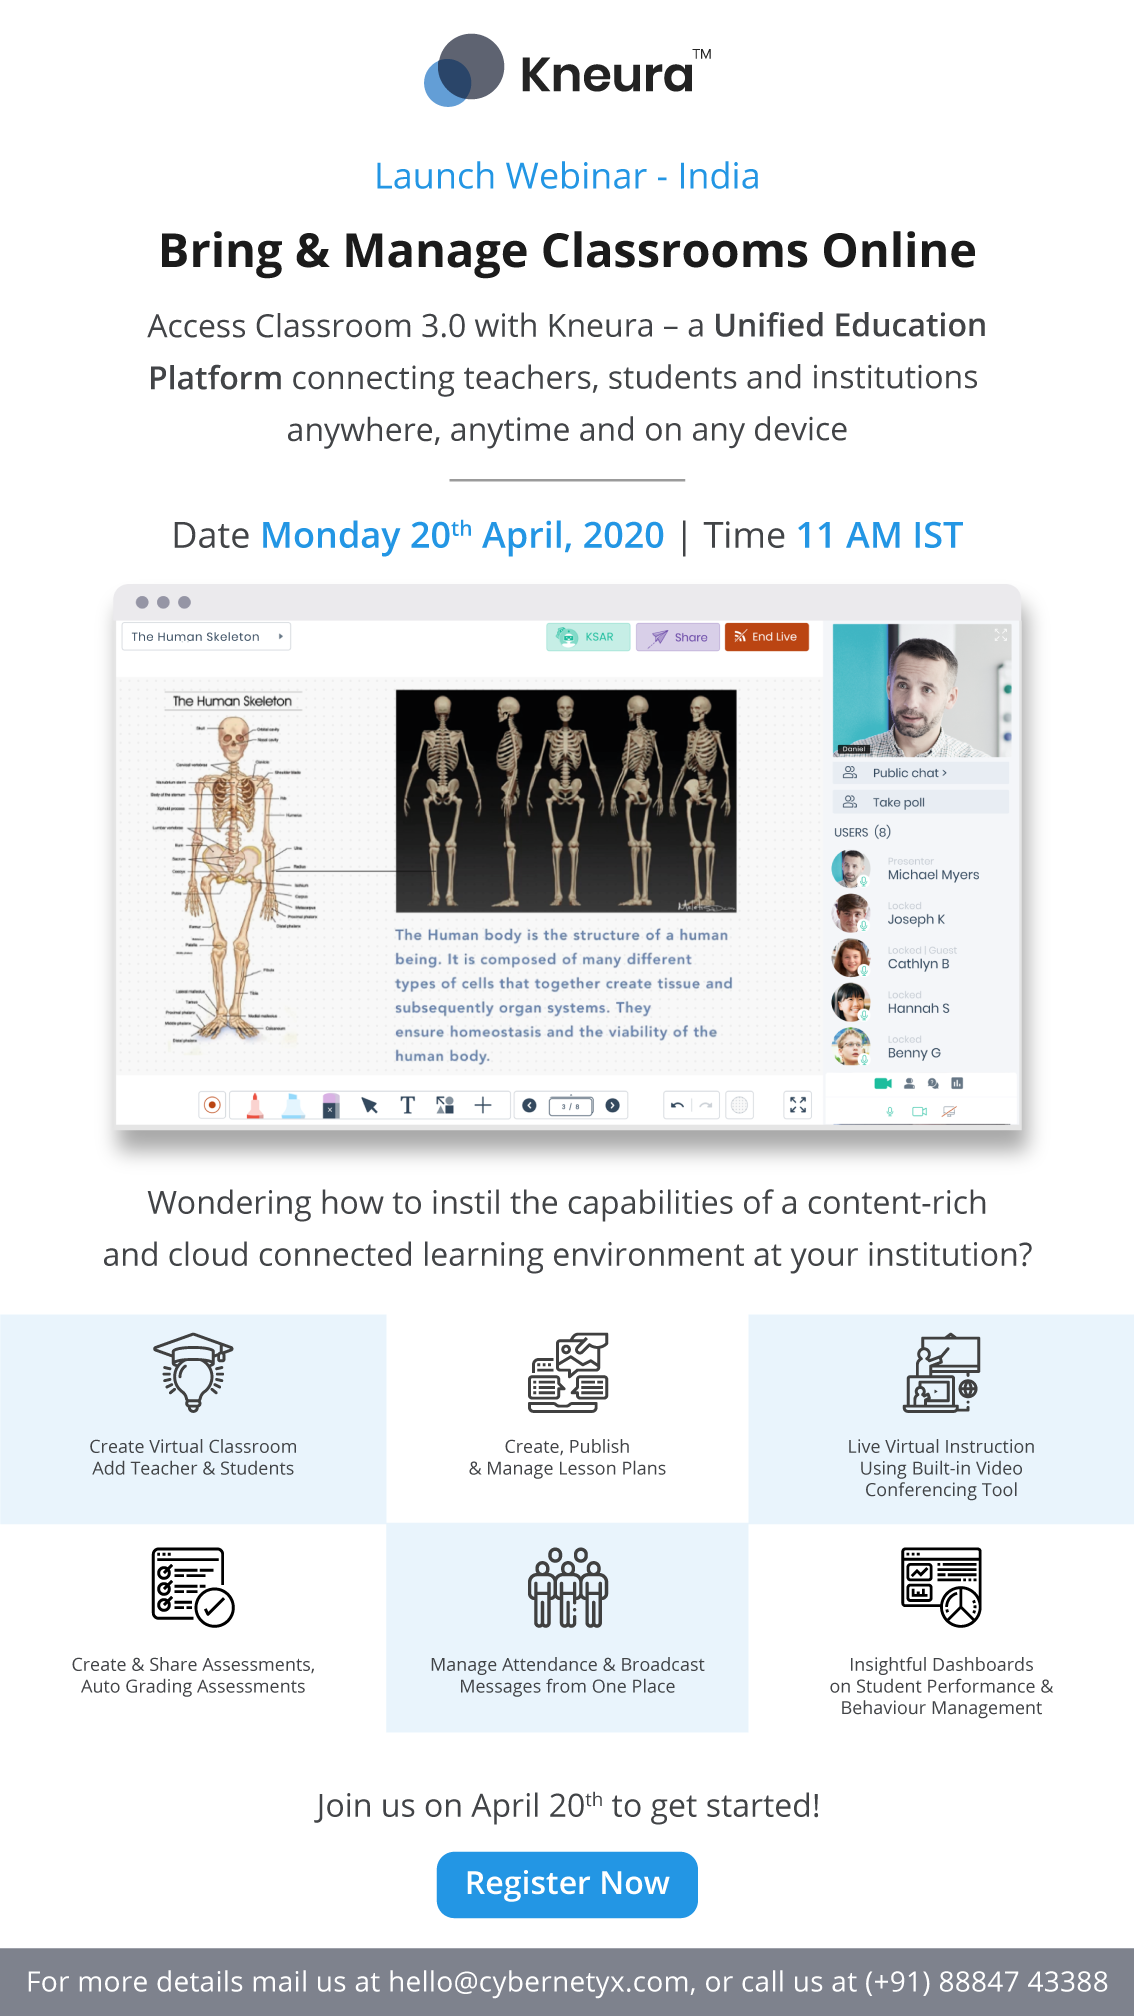 Kneura™
Launch Webinar - India
Bring & Manage Classrooms Online
Access Classroom 3.0 with Kneura – a Unified Education
Platform connecting teachers, students and institutions
anywhere, anytime and on any device
Date Monday 20th April, 2020 | Time 11 AM IST
The Human Skeleton
KSAR
Share
End Live
The Human Skeleton
Daniel
Public chat >
Take poll
USERS (8)
Presenter
Michael Myers
Locked
Joseph K
Locked | Guest
Cathlyn B
Locked
Hannah S
Locked
Benny G
The Human body is the structure of a human
being. It is composed of many different
types of cells that together create tissue and
subsequently organ systems. They
ensure homeostasis and the viability of the
human body.
T
3 / 8
Wondering how to instil the capabilities of a content-rich
and cloud connected learning environment at your institution?
Create Virtual Classroom
Add Teacher & Students
Create, Publish
& Manage Lesson Plans
Live Virtual Instruction
Using Built-in Video
Conferencing Tool
Create & Share Assessments,
Auto Grading Assessments
Manage Attendance & Broadcast
Messages from One Place
Insightful Dashboards
on Student Performance &
Behaviour Management
Join us on April 20th to get started!
Register Now
For more details mail us at hello@cybernetyx.com, or call us at (+91) 88847 43388